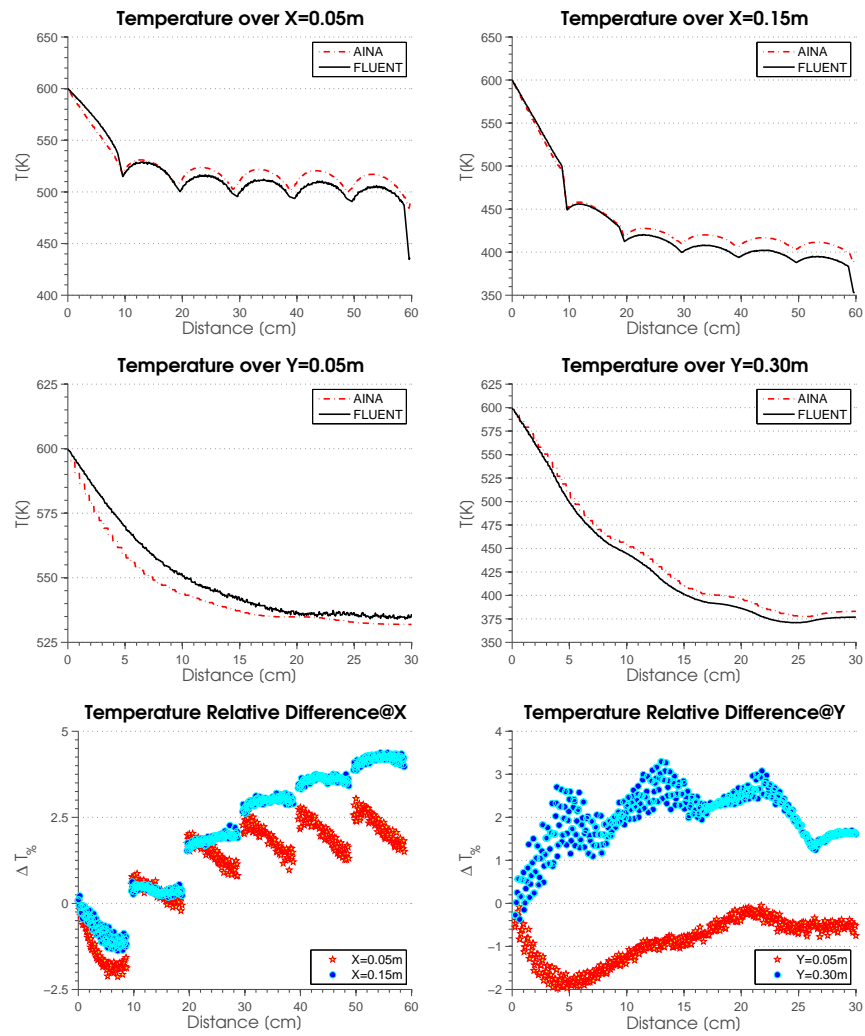 Temperature over X=0.05m
650
600
550
500
450
400
T(K)
0 10 20 30 40 50 60
Distance (cm)
AINA
FLUENT
Temperature over X=0.15m
650
600
550
500
450
400
350
T(K)
0 10 20 30 40 50 60
Distance (cm)
AINA
FLUENT
Temperature over Y=0.05m
625
600
575
550
525
T(K)
0 5 10 15 20 25 30
Distance (cm)
AINA
FLUENT
Temperature over Y=0.30m
625
600
575
550
525
500
475
450
425
400
375
350
T(K)
0 5 10 15 20 25 30
Distance (cm)
AINA
FLUENT
Temperature Relative Difference@X
5
2.5
0
−2.5
Δ T%
0 10 20 30 40 50 60
Distance (cm)
X=0.05m
X=0.15m
Temperature Relative Difference@Y
4
3
2
1
0
−1
−2
Δ T%
0 5 10 15 20 25 30
Distance (cm)
Y=0.05m
Y=0.30m